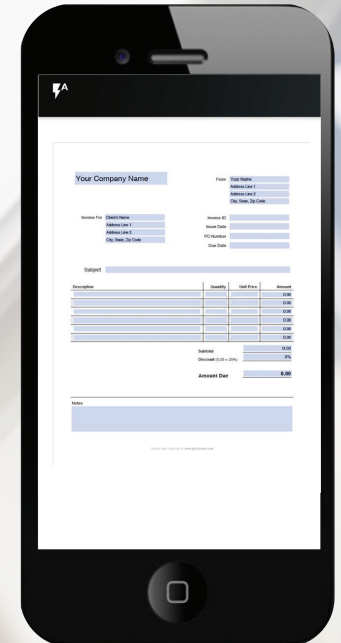 A
Your Company Name
From Your Name
Address Line 1
Address Line 2
City, State, Zip Code
Invoice For Client's Name
Address Line 1
Address Line 2
City, State, Zip Code
Invoice ID
Issue Date
PO Number
Due Date
Subject
Description Quantity Unit Price Amount
0.00
0.00
0.00
0.00
0.00
0.00
Subtotal 0.00
Discount (0.25 = 25%) 0%
Amount Due 0.00
Notes